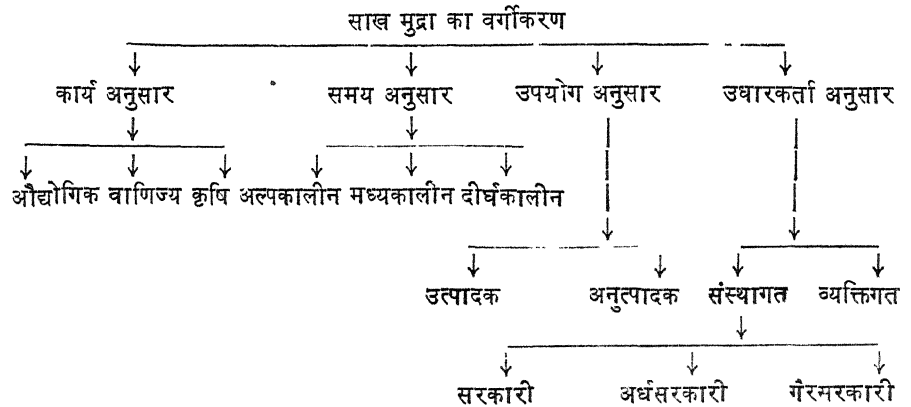 साख मुद्रा का वर्गीकरण
कार्य अनुसार समय अनुसार उपयोग अनुसार उधारकर्ता अनुसार
औद्योगिक वाणिज्य कृषि अल्पकालीन मध्यकालीन दीर्घकालीन
उत्पादक अनुत्पादक संस्थागत व्यक्तिगत
सरकारी अर्धसरकारी गैरसरकारी